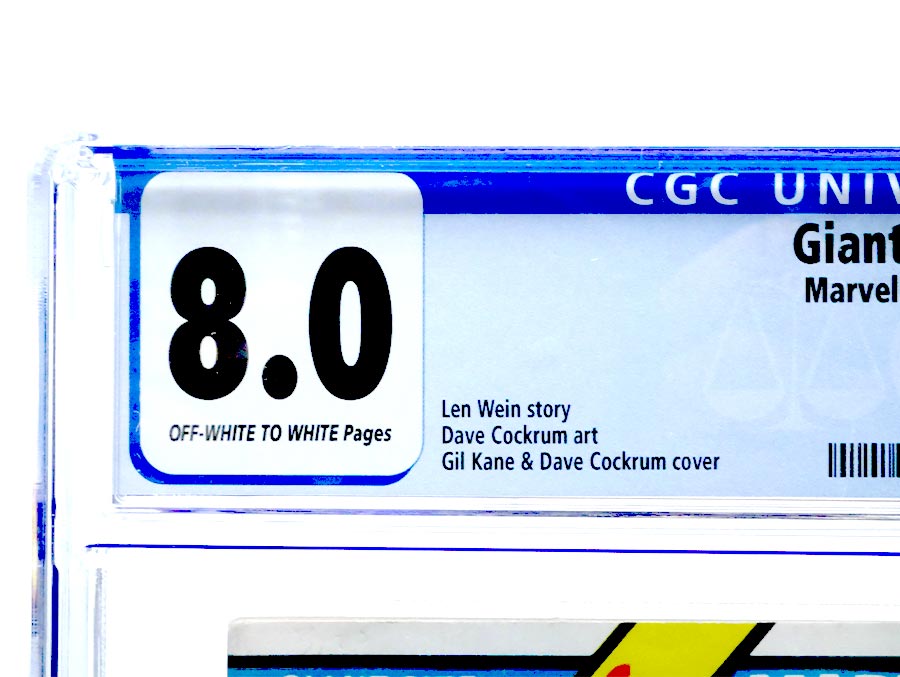 CGC UNIV
8.0
OFF-WHITE TO WHITE Pages
Giant
Marvel
Len Wein story
Dave Cockrum art
Gil Kane & Dave Cockrum cover